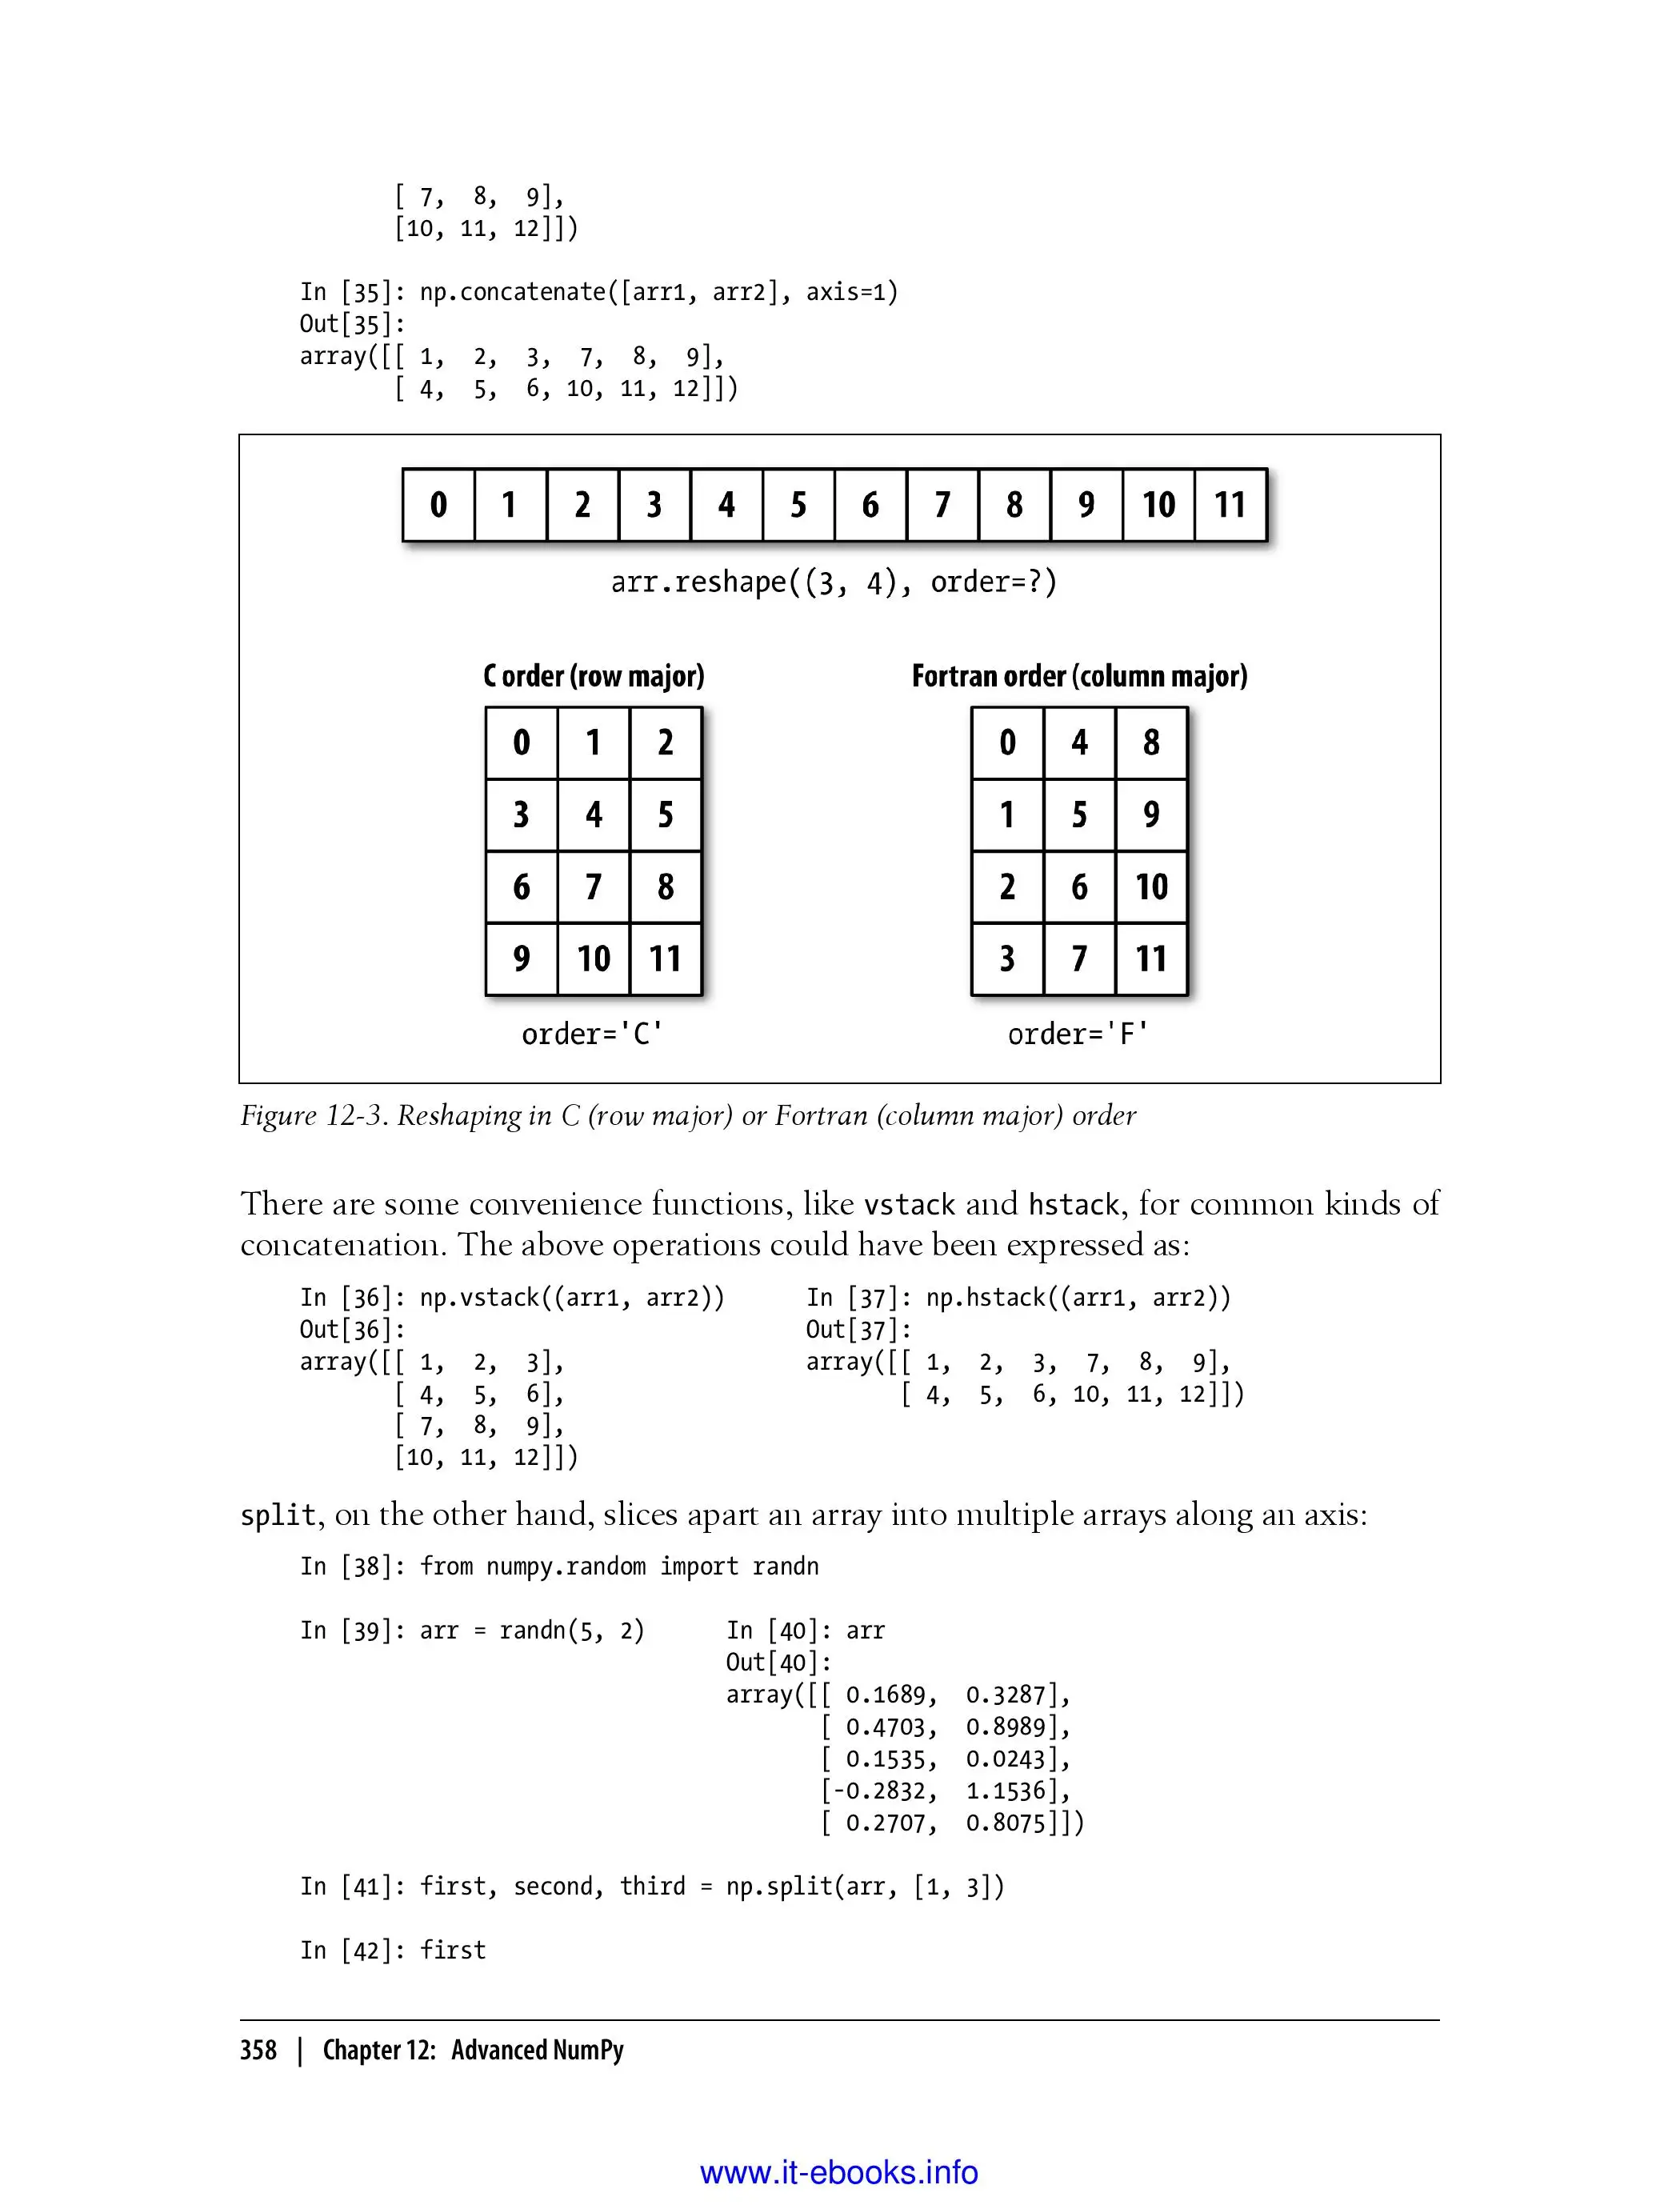 [ 7, 8, 9],
[10, 11, 12]])
In [35]: np.concatenate([arr1, arr2], axis=1)
Out[35]:
array([[ 1, 2, 3, 7, 8, 9],
[ 4, 5, 6, 10, 11, 12]])
0 1 2 3 4 5 6 7 8 9 10 11
arr.reshape((3, 4), order=?)
C order (row major) Fortran order (column major)
0 1 2 0 4 8
3 4 5 1 5 9
6 7 8 2 6 10
9 10 11 3 7 11
order='C' order='F'
Figure 12-3. Reshaping in C (row major) or Fortran (column major) order
There are some convenience functions, like vstack and hstack, for common kinds of
concatenation. The above operations could have been expressed as:
In [36]: np.vstack((arr1, arr2)) In [37]: np.hstack((arr1, arr2))
Out[36]: Out[37]:
array([[ 1, 2, 3], array([[ 1, 2, 3, 7, 8, 9],
[ 4, 5, 6], [ 4, 5, 6, 10, 11, 12]])
[ 7, 8, 9],
[10, 11, 12]])
split, on the other hand, slices apart an array into multiple arrays along an axis:
In [38]: from numpy.random import randn
In [39]: arr = randn(5, 2) In [40]: arr
Out[40]:
array([[ 0.1689, 0.3287],
[ 0.4703, 0.8989],
[ 0.1535, 0.0243],
[-0.2832, 1.1536],
[ 0.2707, 0.8075]])
In [41]: first, second, third = np.split(arr, [1, 3])
In [42]: first
358 | Chapter 12: Advanced NumPy
www.it-ebooks.info